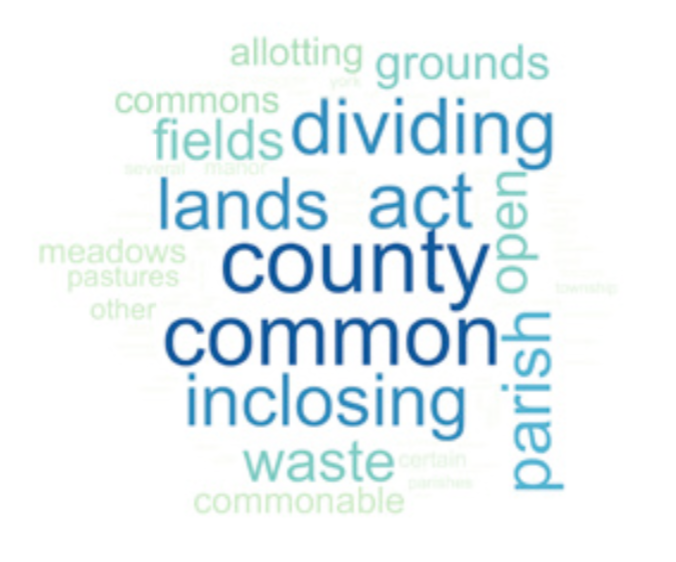 allotting
grounds
york
commons
dividing
fields
several
manor
lands
act
open
county
meadows
pastures
township
other
common
parish
inclosing
waste
certain
parishes
commonable